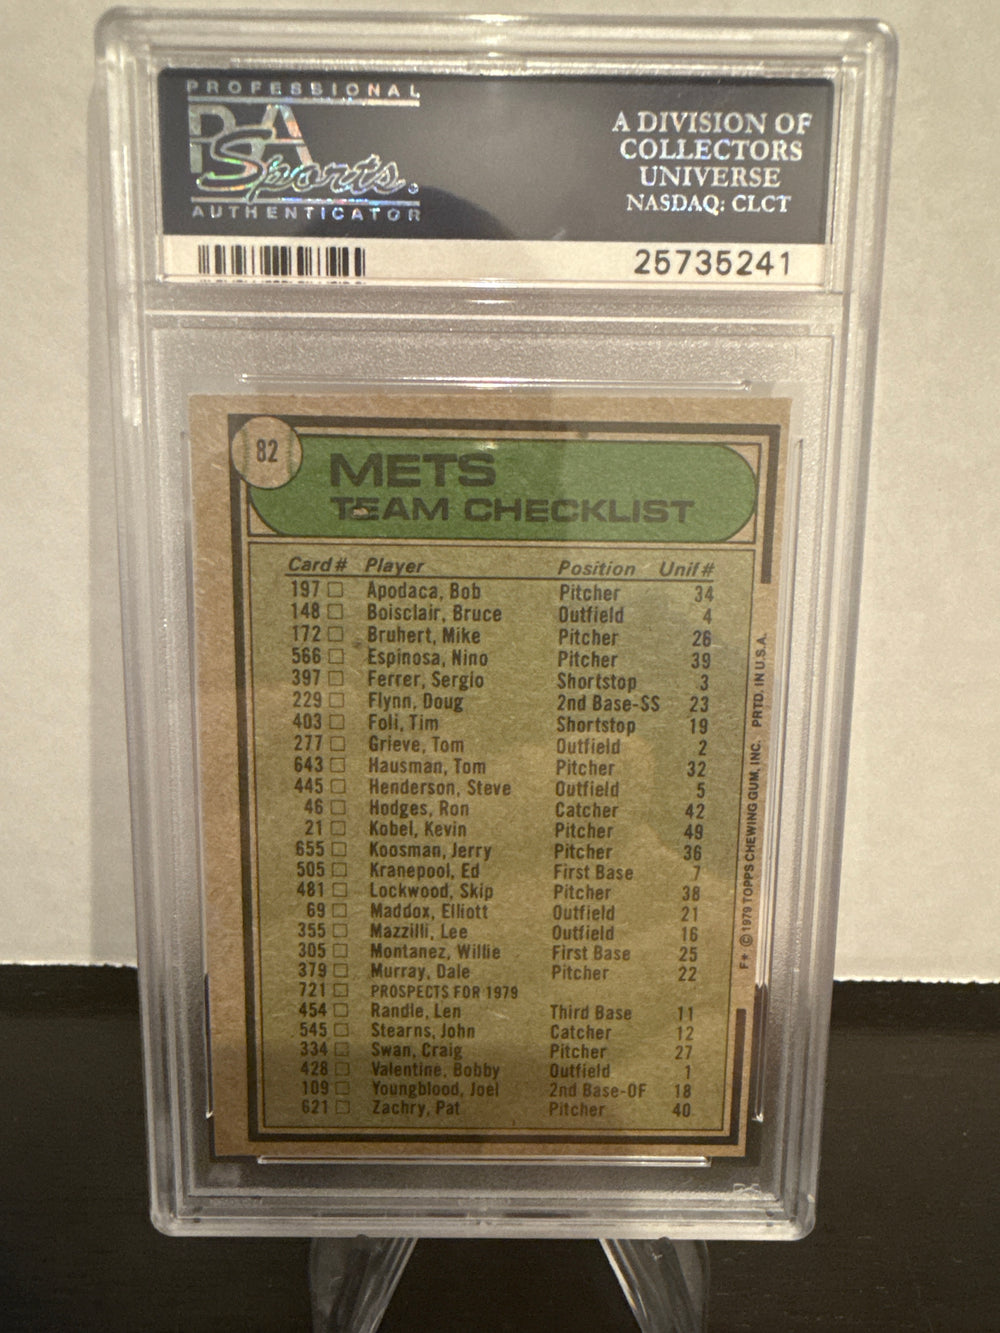 PROFESSIONAL
PSA
Sports
AUTHENTICATOR
A DIVISION OF
COLLECTORS
UNIVERSE
NASDAQ: CLCT
25735241
82
METS
TEAM CHECKLIST
Card # Player Position Unif #
197 Apodaca, Bob Pitcher 34
148 Boisclair, Bruce Outfield 4
172 Bruhert, Mike Pitcher 26
566 Espinosa, Nino Pitcher 39
397 Ferrer, Sergio Shortstop 3
229 Flynn, Doug 2nd Base-SS 23
403 Foli, Tim Shortstop 19
277 Grieve, Tom Outfield 2
643 Hausman, Tom Pitcher 32
445 Henderson, Steve Outfield 5
46 Hodges, Ron Catcher 42
21 Kobel, Kevin Pitcher 49
655 Koosman, Jerry Pitcher 36
505 Kranepool, Ed First Base 7
481 Lockwood, Skip Pitcher 38
69 Maddox, Elliott Outfield 21
355 Mazzilli, Lee Outfield 16
305 Montanez, Willie First Base 25
379 Murray, Dale Pitcher 22
721 PROSPECTS FOR 1979
454 Randle, Len Third Base 11
545 Stearns, John Catcher 12
334 Swan, Craig Pitcher 27
428 Valentine, Bobby Outfield 1
109 Youngblood, Joel 2nd Base-OF 18
621 Zachry, Pat Pitcher 40
F* © 1979 TOPPS CHEWING GUM, INC. PRTD. IN U.S.A.